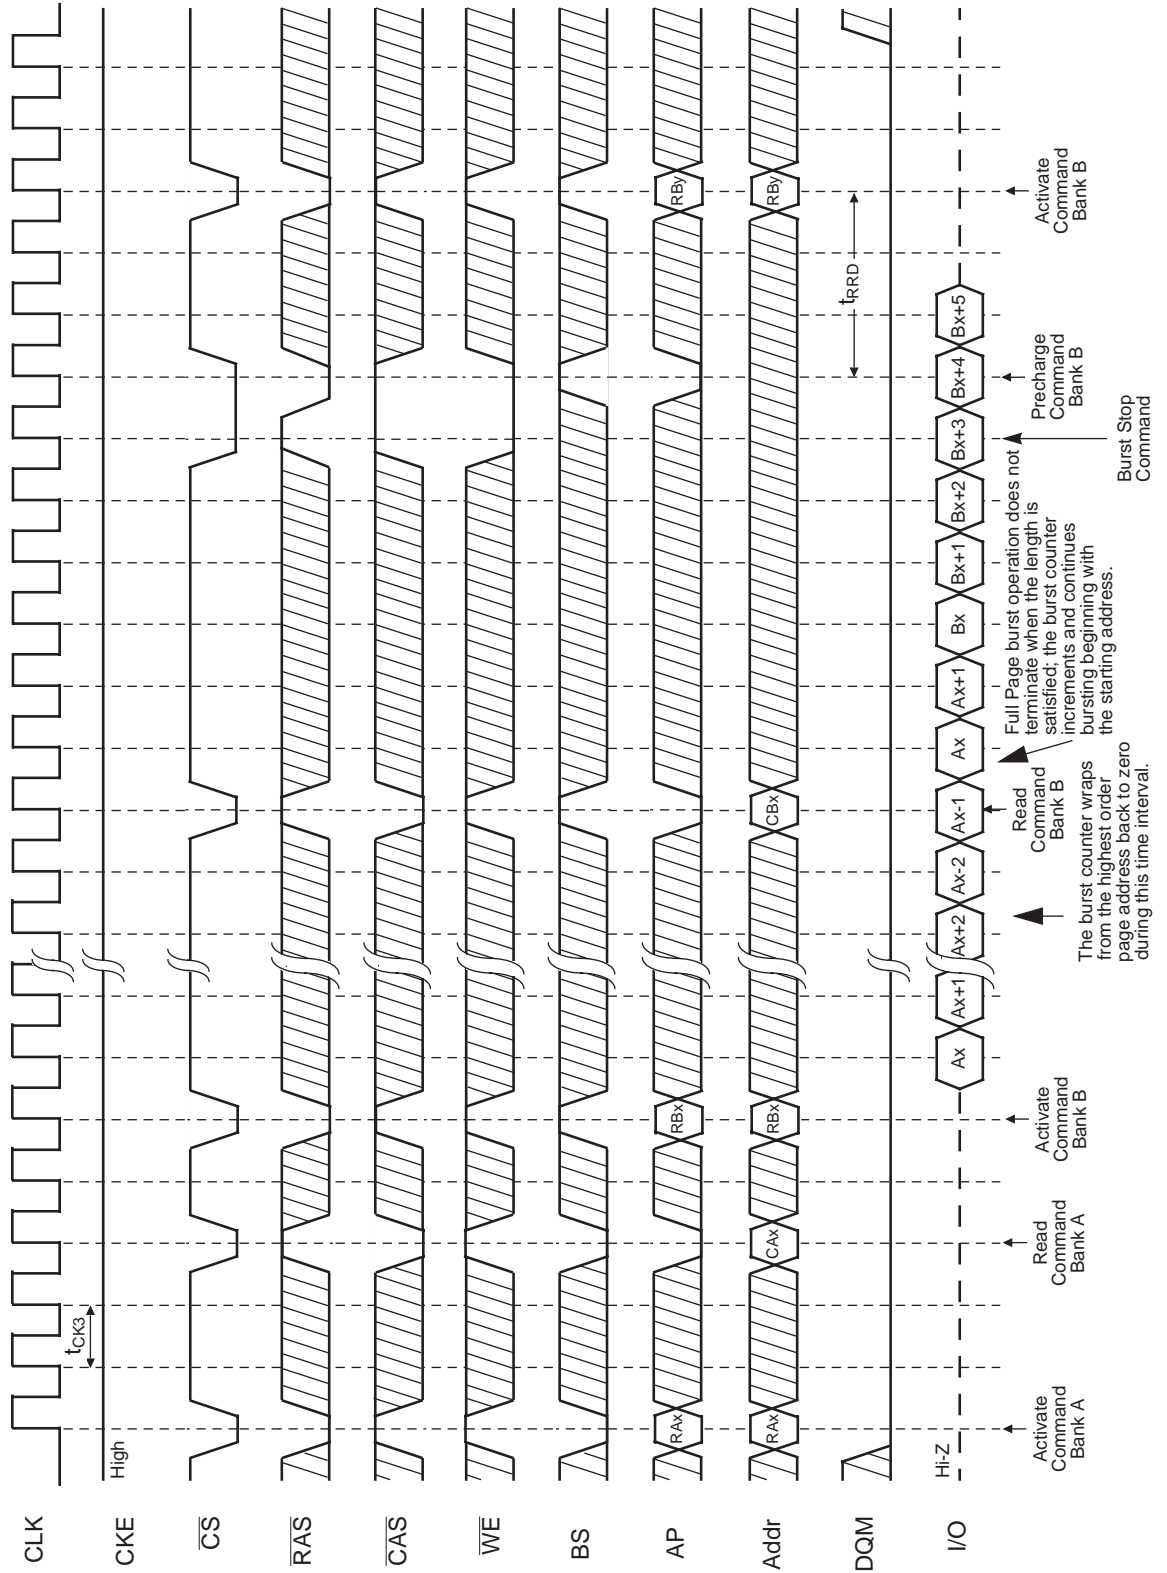 CLK
CKE
High
tCK3
CS
RAS
CAS
WE
BS
AP
RAx
RBx
RBy
Addr
RAx
CAx
RBx
CBx
RBy
tRRD
DQM
I/O
Hi-Z
Ax
Ax+1
Ax+2
Ax-2
Ax-1
Ax
Ax+1
Bx
Bx+1
Bx+2
Bx+3
Bx+4
Bx+5
Activate
Command
Bank A
Read
Command
Bank A
Activate
Command
Bank B
The burst counter wraps
from the highest order
page address back to zero
during this time interval.
Read
Command
Bank B
Full Page burst operation does not
terminate when the length is
satisfied; the burst counter
increments and continues
bursting beginning with
the starting address.
Burst Stop
Command
Precharge
Command
Bank B
Activate
Command
Bank B